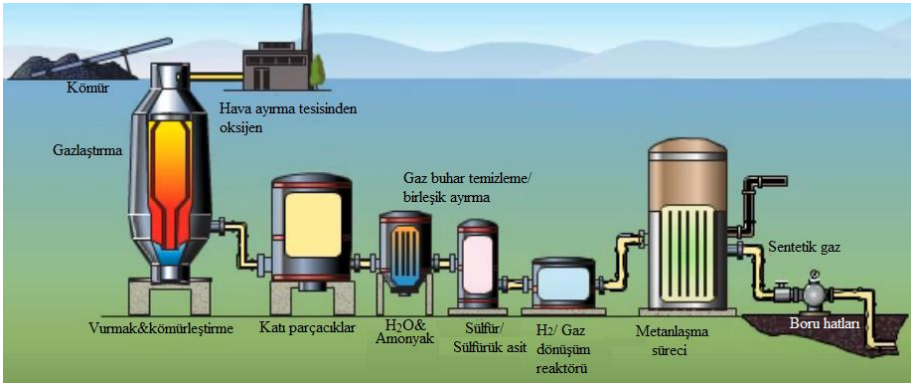 Kömür
Hava ayırma tesisinden
oksijen
Gazlaştırma
Gaz buhar temizleme/
birleşik ayırma
Sentetik gaz
Vurmak&kömürleştirme
Katı parçacıklar
H2O&
Amonyak
Sülfür/
Sülfürük asit
H2/ Gaz
dönüşüm
reaktörü
Metanlaşma
süreci
Boru hatları